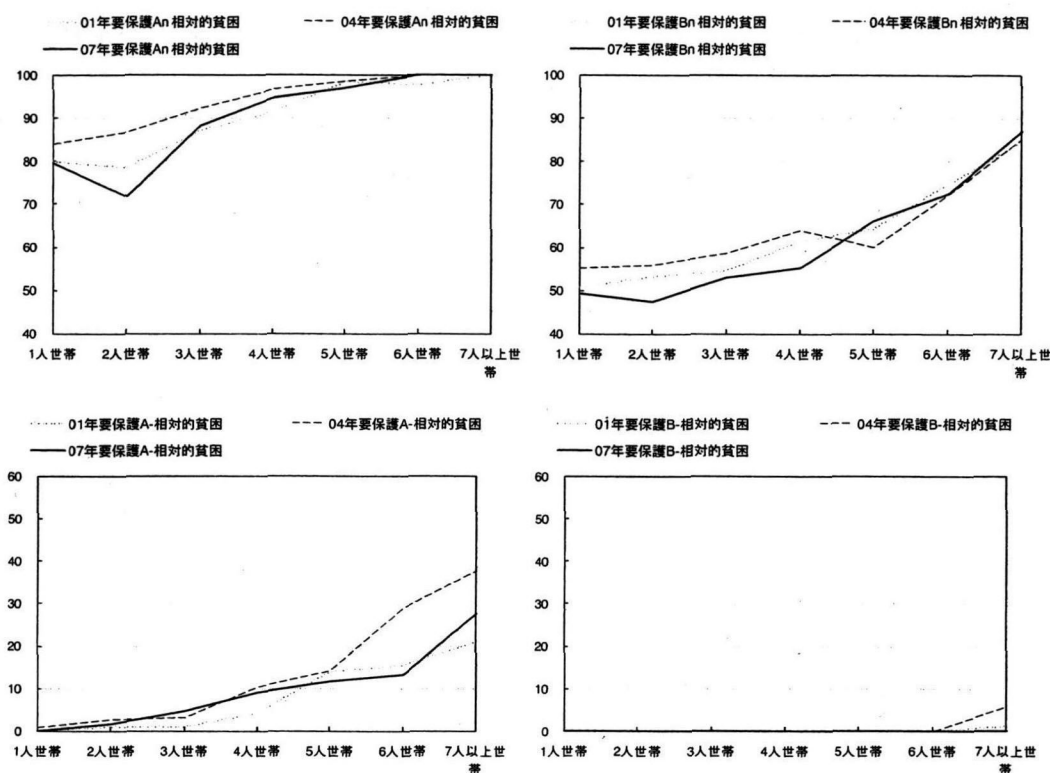 01年要保護An相対的貧困
04年要保護An相対的貧困
07年要保護An相対的貧困
100
90
80
70
60
50
40
1人世帯
2人世帯
3人世帯
4人世帯
5人世帯
6人世帯
7人以上世
帯
01年要保護Bn相対的貧困
04年要保護Bn相対的貧困
07年要保護Bn相対的貧困
100
90
80
70
60
50
40
1人世帯
2人世帯
3人世帯
4人世帯
5人世帯
6人世帯
7人以上世
帯
01年要保護A-相対的貧困
04年要保護A-相対的貧困
07年要保護A-相対的貧困
60
50
40
30
20
10
0
1人世帯
2人世帯
3人世帯
4人世帯
5人世帯
6人世帯
7人以上世
帯
01年要保護B-相対的貧困
04年要保護B-相対的貧困
07年要保護B-相対的貧困
60
50
40
30
20
10
0
1人世帯
2人世帯
3人世帯
4人世帯
5人世帯
6人世帯
7人以上世
帯